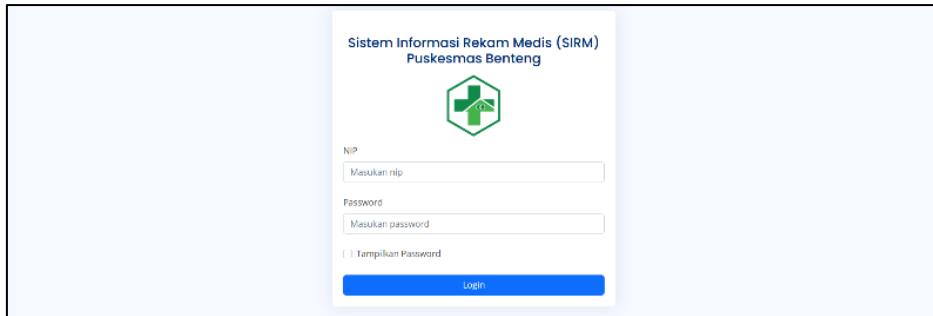 Sistem Informasi Rekam Medis (SIRM)
Puskesmas Benteng
NIP
Masukan nip
Password
Masukan password
Tampilkan Password
Login